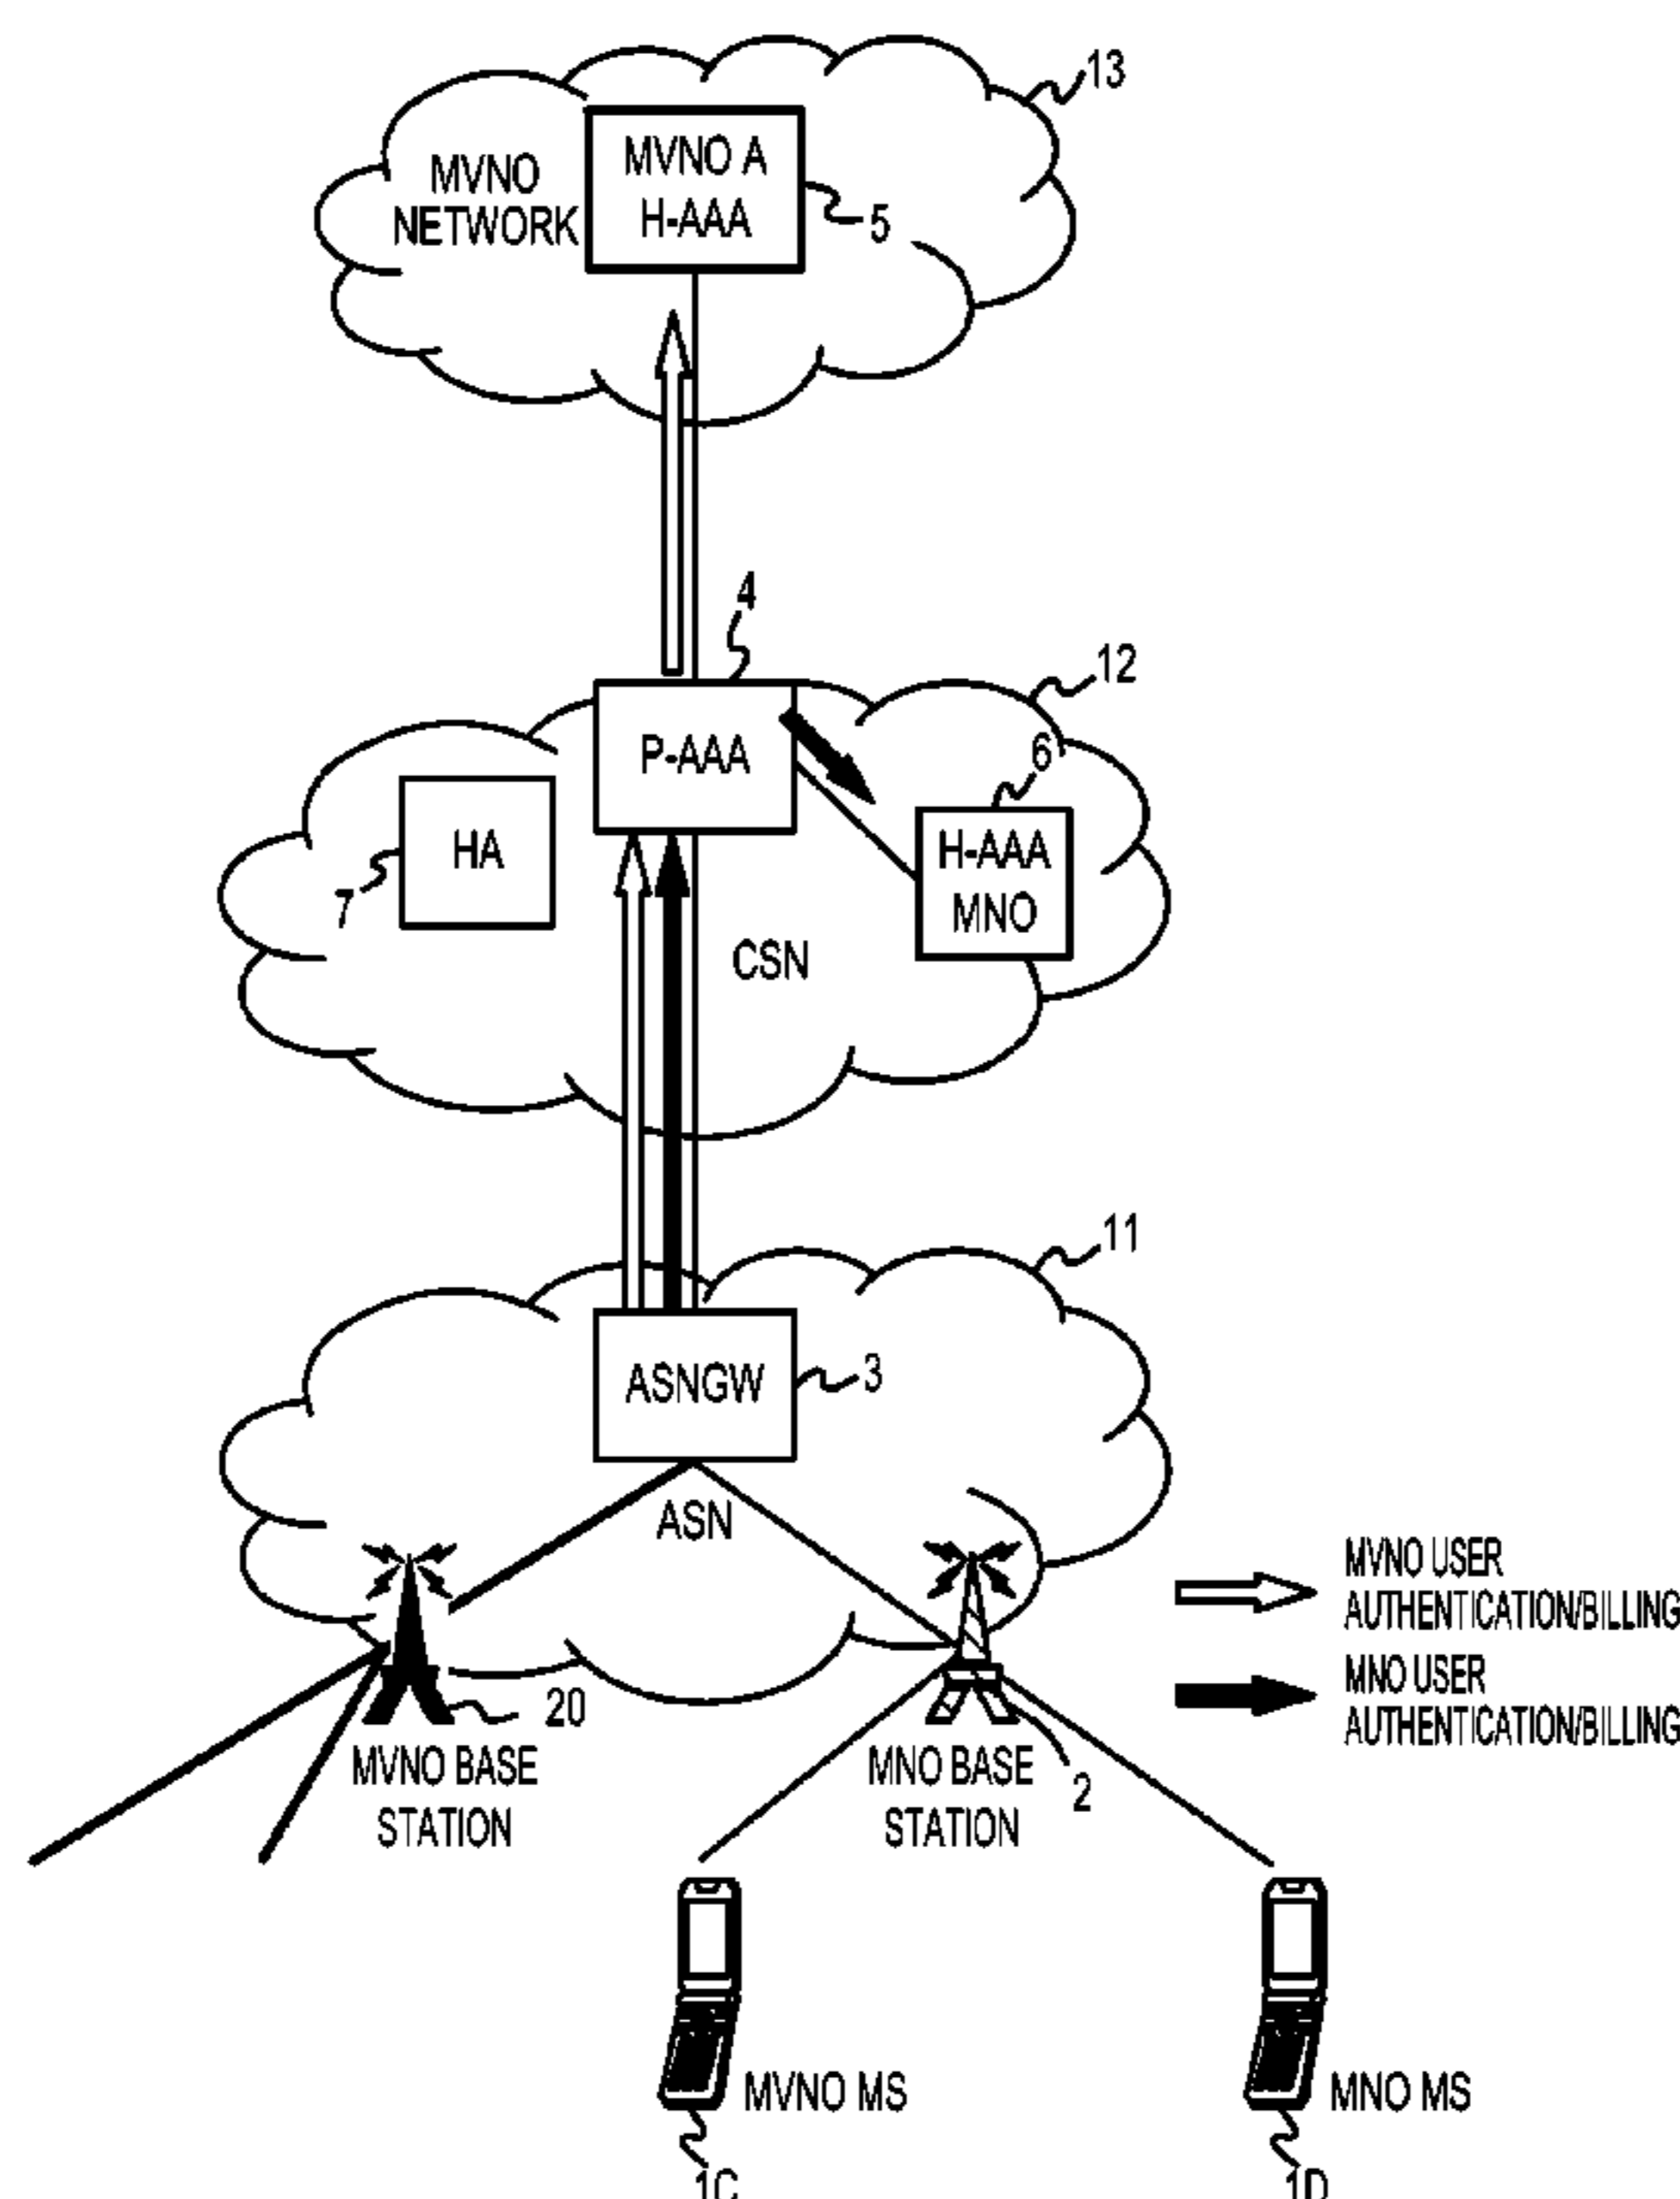 13
MVNO
NETWORK
MVNO A
H-AAA
5
4
12
P-AAA
6
HA
7
H-AAA
MNO
CSN
11
ASNGW
3
ASN
MVNO USER
AUTHENTICATION/BILLING
MNO USER
AUTHENTICATION/BILLING
20
MVNO BASE
STATION
MNO BASE
STATION
2
MVNO MS
MNO MS
1C
1D